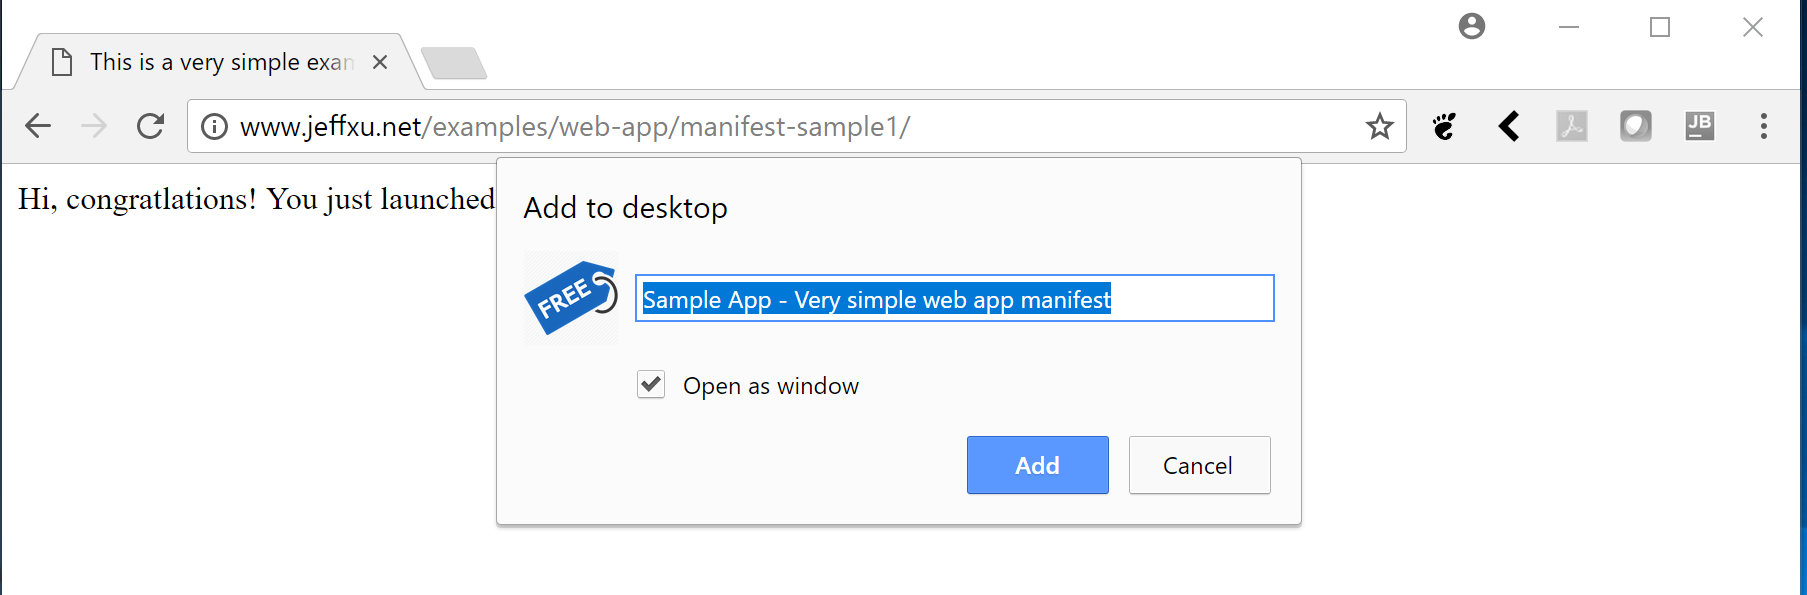 This is a very simple exam
www.jeffxu.net/examples/web-app/manifest-sample1/
JB
Hi, congratlations! You just launched
Add to desktop
FREE
Sample App - Very simple web app manifest
Open as window
Add
Cancel